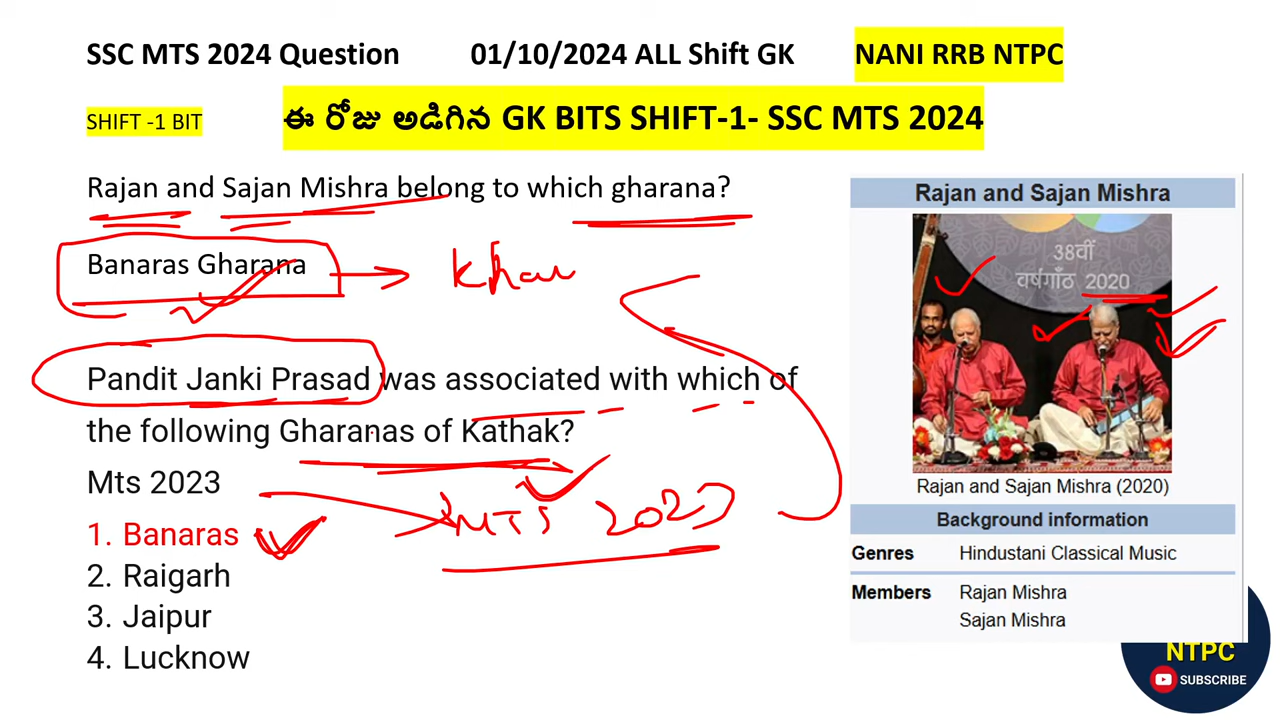 SSC MTS 2024 Question 01/10/2024 ALL Shift GK NANI RRB NTPC
SHIFT -1 BIT ఈ రోజు అడిగిన GK BITS SHIFT-1- SSC MTS 2024
Rajan and Sajan Mishra belong to which gharana?
Banaras Gharana
Pandit Janki Prasad was associated with which of
the following Gharanas of Kathak?
Mts 2023
MTS 2023
1. Banaras
2. Raigarh
3. Jaipur
4. Lucknow
Rajan and Sajan Mishra
38वीं
वर्षगाँठ 2020
Rajan and Sajan Mishra (2020)
Background information
Genres Hindustani Classical Music
Members Rajan Mishra
Sajan Mishra
NTPC
SUBSCRIBE